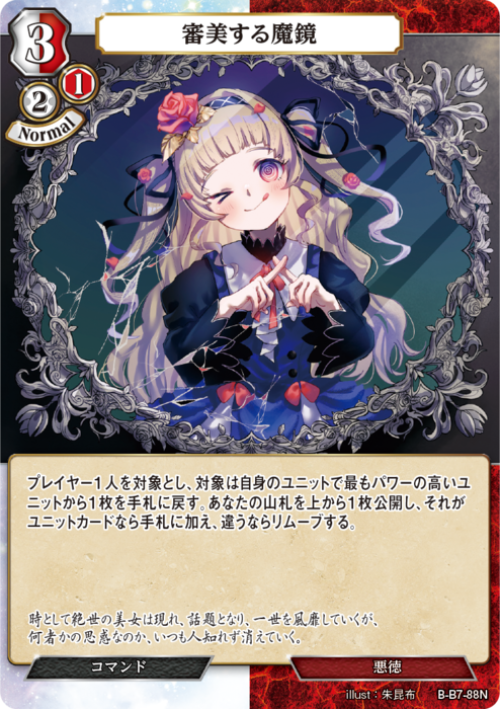 審美する魔鏡
3
2
1
Normal
プレイヤー1人を対象とし、対象は自身のユニットで最もパワーの高いユ
ニットから1枚を手札に戻す。あなたの山札を上から1枚公開し、それが
ユニットカードなら手札に加え、違うならリムーブする。
時として絶世の美女は現れ、話題となり、一世を風靡していくが、
何者かの思惑なのか、いつも人知れず消えていく。
コマンド
悪徳
illust：朱昆布
B-B7-88N